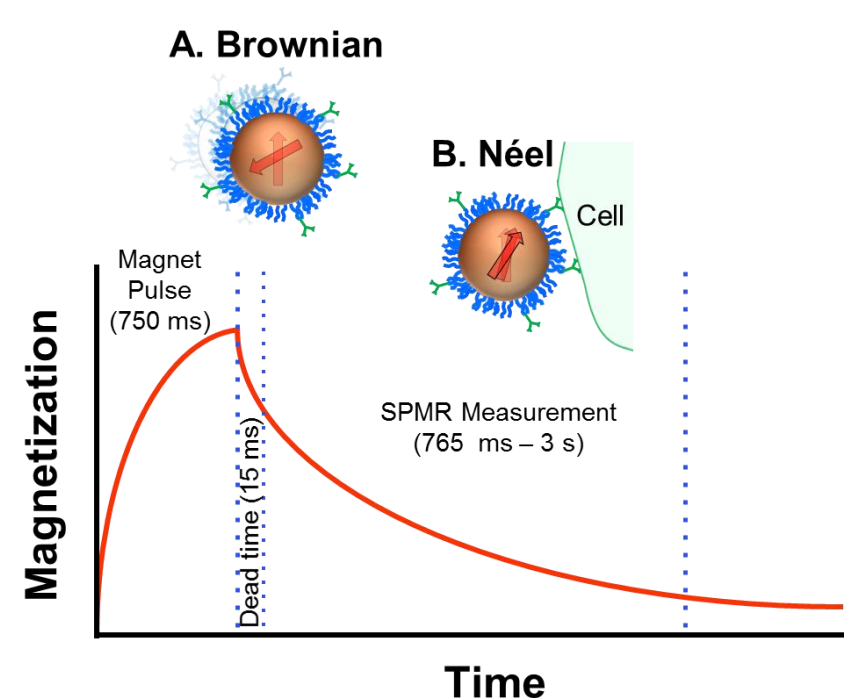 A. Brownian
B. Néel
Cell
Magnet
Pulse
(750 ms)
SPMR Measurement
(765 ms – 3 s)
Dead time (15 ms)
Magnetization
Time